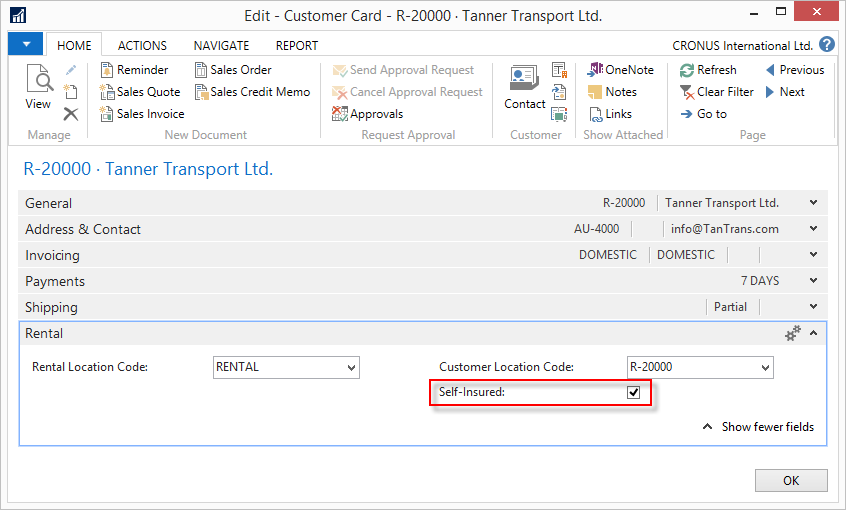 Edit - Customer Card - R-20000 · Tanner Transport Ltd.
HOME ACTIONS NAVIGATE REPORT CRONUS International Ltd. ?
Reminder Sales Order Send Approval Request OneNote Refresh Previous
Sales Quote Sales Credit Memo Cancel Approval Request Notes Clear Filter Next
View Contact
Sales Invoice Approvals Links Go to
Manage New Document Request Approval Customer Show Attached Page
R-20000 · Tanner Transport Ltd.
General R-20000 Tanner Transport Ltd.
Address & Contact AU-4000 info@TanTrans.com
Invoicing DOMESTIC DOMESTIC
Payments 7 DAYS
Shipping Partial
Rental
Rental Location Code: RENTAL Customer Location Code: R-20000
Self-Insured:
Show fewer fields
OK